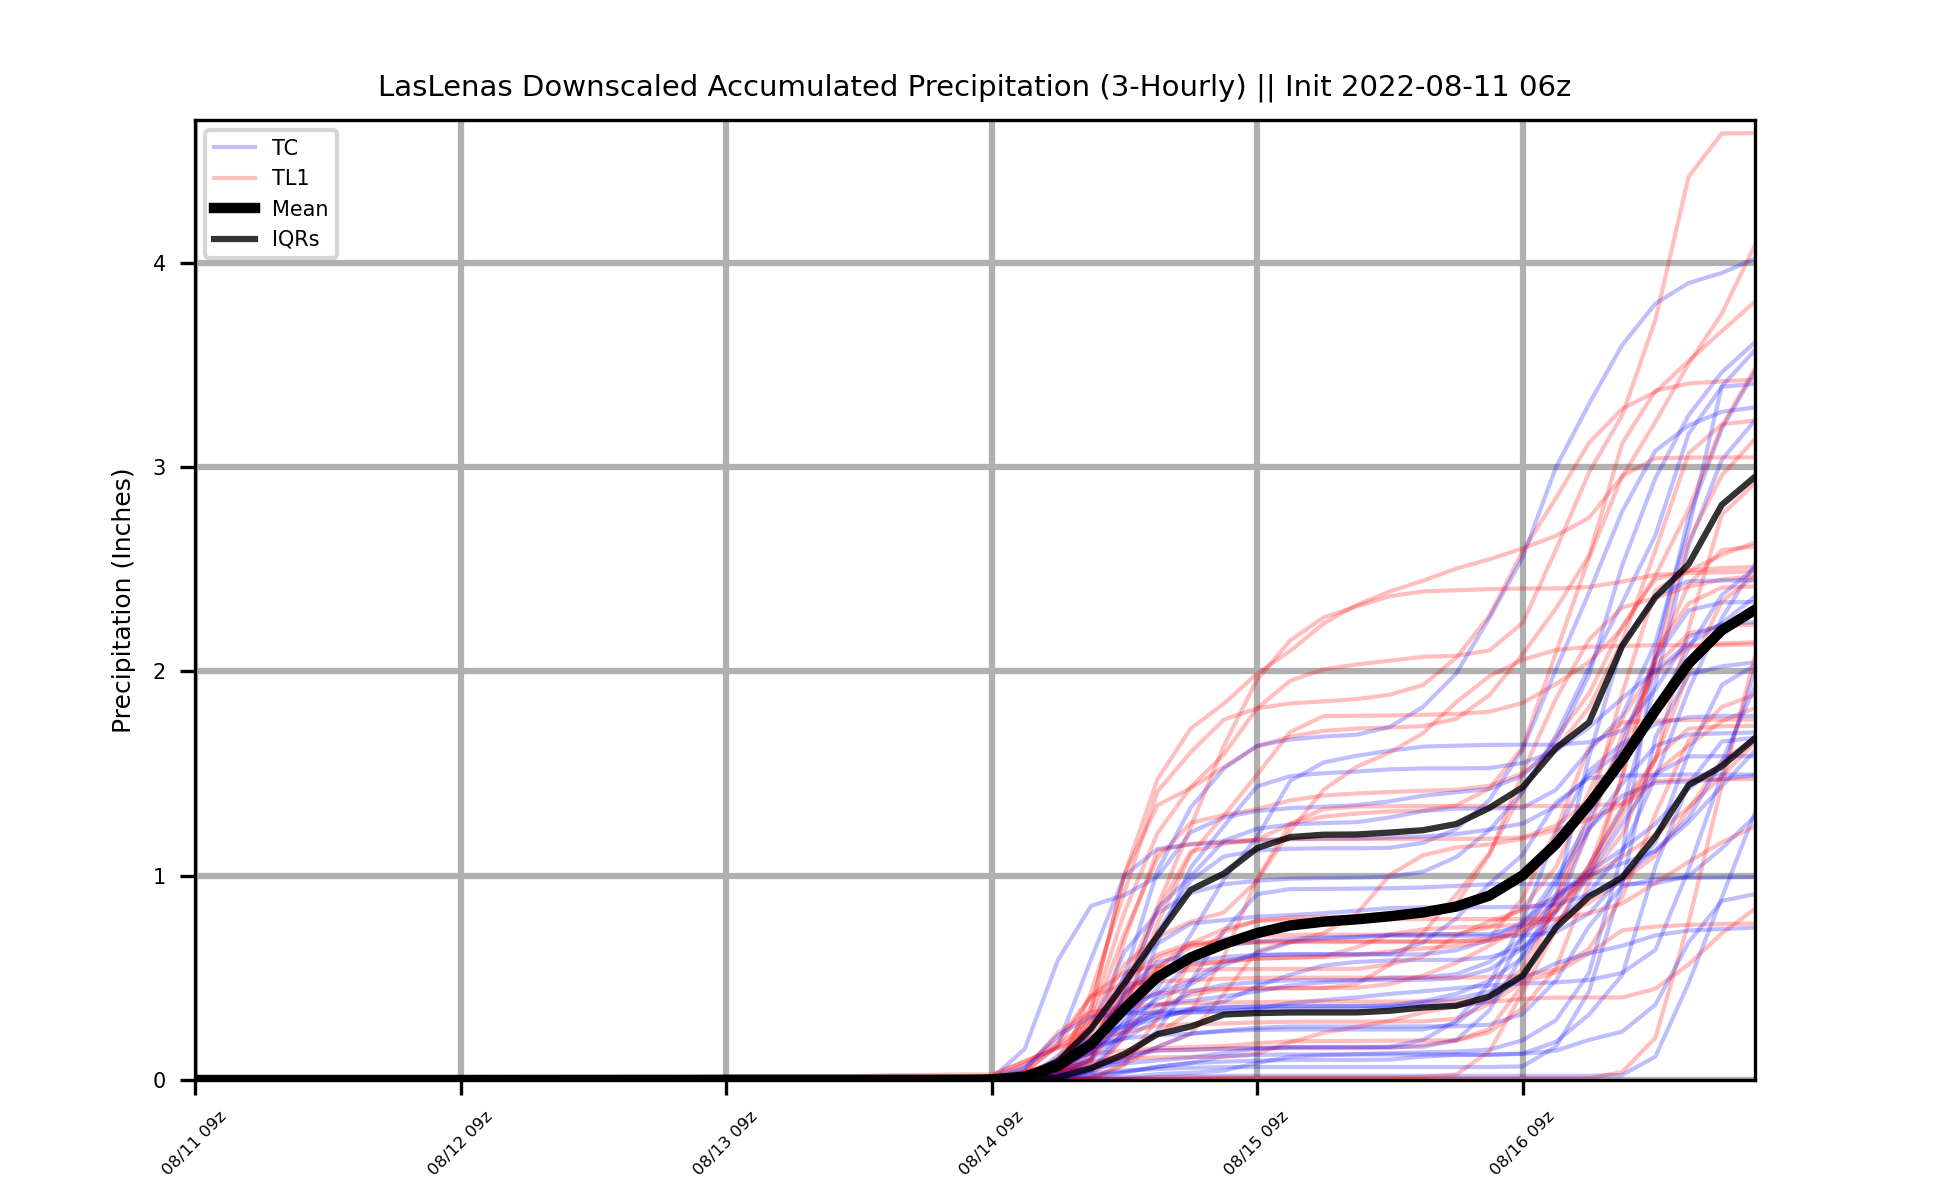 LasLenas Downscaled Accumulated Precipitation (3-Hourly) || Init 2022-08-11 06z
TC
TL1
Mean
IQRs
Precipitation (Inches)
4
3
2
1
0
08/11 09z
08/12 09z
08/13 09z
08/14 09z
08/15 09z
08/16 09z